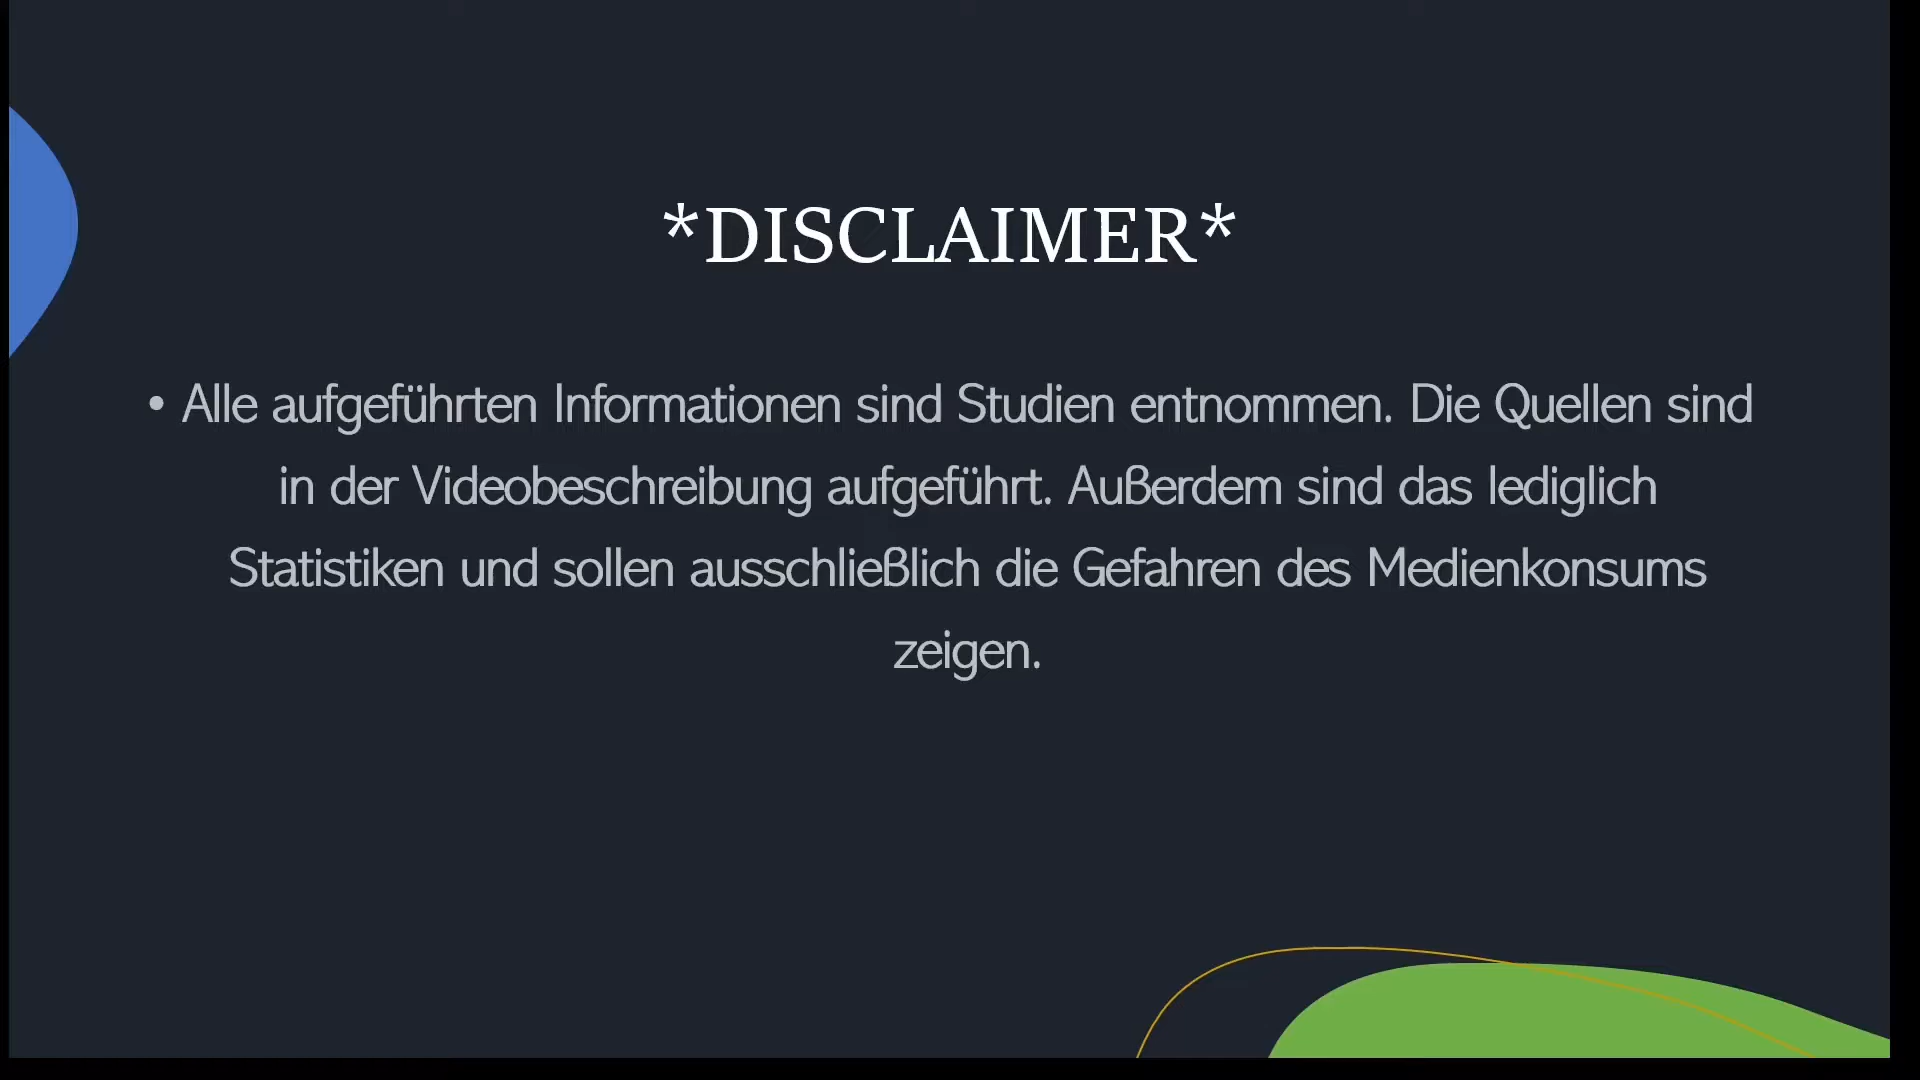 *DISCLAIMER*
• Alle aufgeführten Informationen sind Studien entnommen. Die Quellen sind
in der Videobeschreibung aufgeführt. Außerdem sind das lediglich
Statistiken und sollen ausschließlich die Gefahren des Medienkonsums
zeigen.